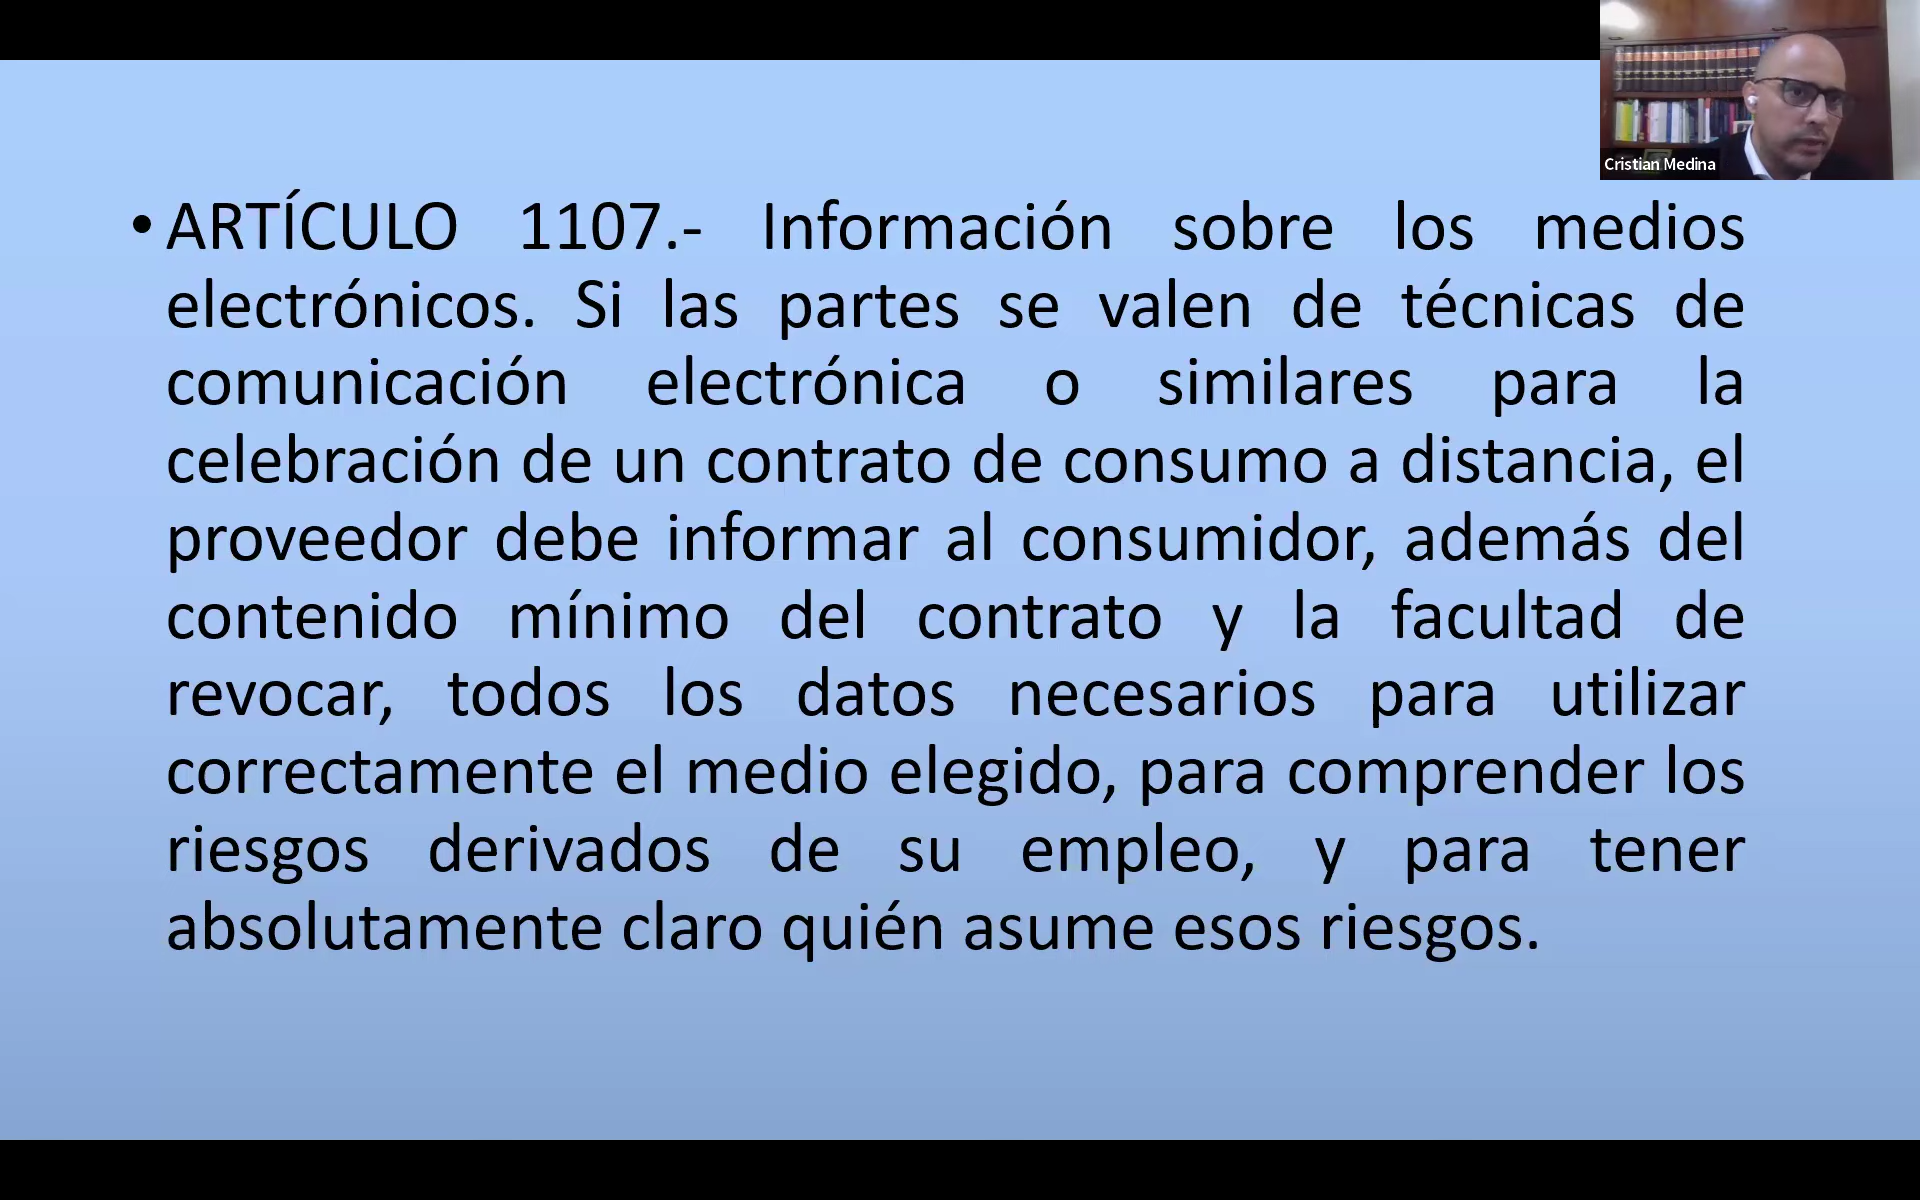 Cristian Medina
• ARTÍCULO 1107.- Información sobre los medios
electrónicos. Si las partes se valen de técnicas de
comunicación electrónica o similares para la
celebración de un contrato de consumo a distancia, el
proveedor debe informar al consumidor, además del
contenido mínimo del contrato y la facultad de
revocar, todos los datos necesarios para utilizar
correctamente el medio elegido, para comprender los
riesgos derivados de su empleo, y para tener
absolutamente claro quién asume esos riesgos.